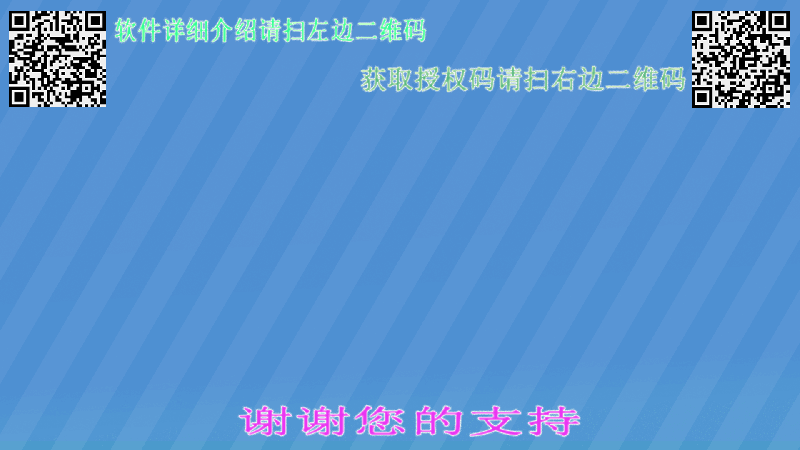 软件详细介绍请扫左边二维码
获取授权码请扫右边二维码
谢谢您的支持